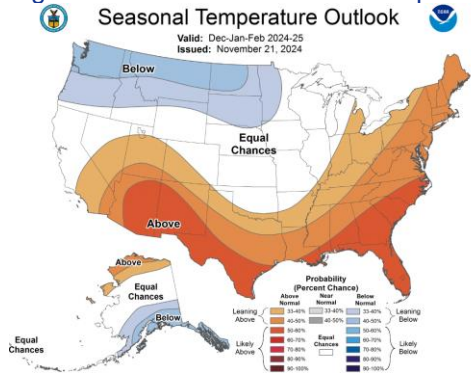 Seasonal Temperature Outlook
Valid: Dec-Jan-Feb 2024-25
Issued: November 21, 2024
Below
Equal
Chances
Above
Above
Equal
Chances
Below
Equal
Chances
Probability
(Percent Chance)
Above
Normal
Near
Normal
Below
Normal
Leaning
Above
33-40%
40-50%
33-40%
40-50%
33-40%
40-50%
Leaning
Below
Likely
Above
50-60%
60-70%
70-80%
80-90%
90-100%
Equal
Chances
50-60%
60-70%
70-80%
80-90%
90-100%
Likely
Below